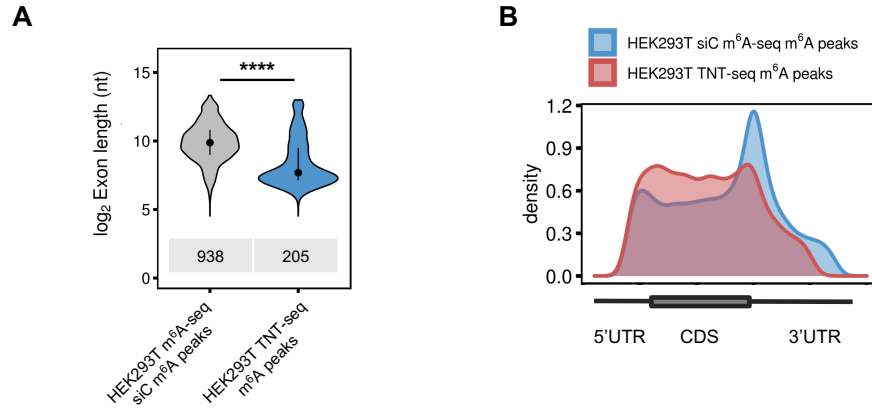 A
log₂ Exon length (nt)
15
10
5
0
****
938
205
HEK293T m⁶A-seq
siC m⁶A peaks
HEK293T TNT-seq
m⁶A peaks
B
HEK293T siC m⁶A-seq m⁶A peaks
HEK293T TNT-seq m⁶A peaks
density
1.2
0.9
0.6
0.3
0.0
5'UTR
CDS
3'UTR